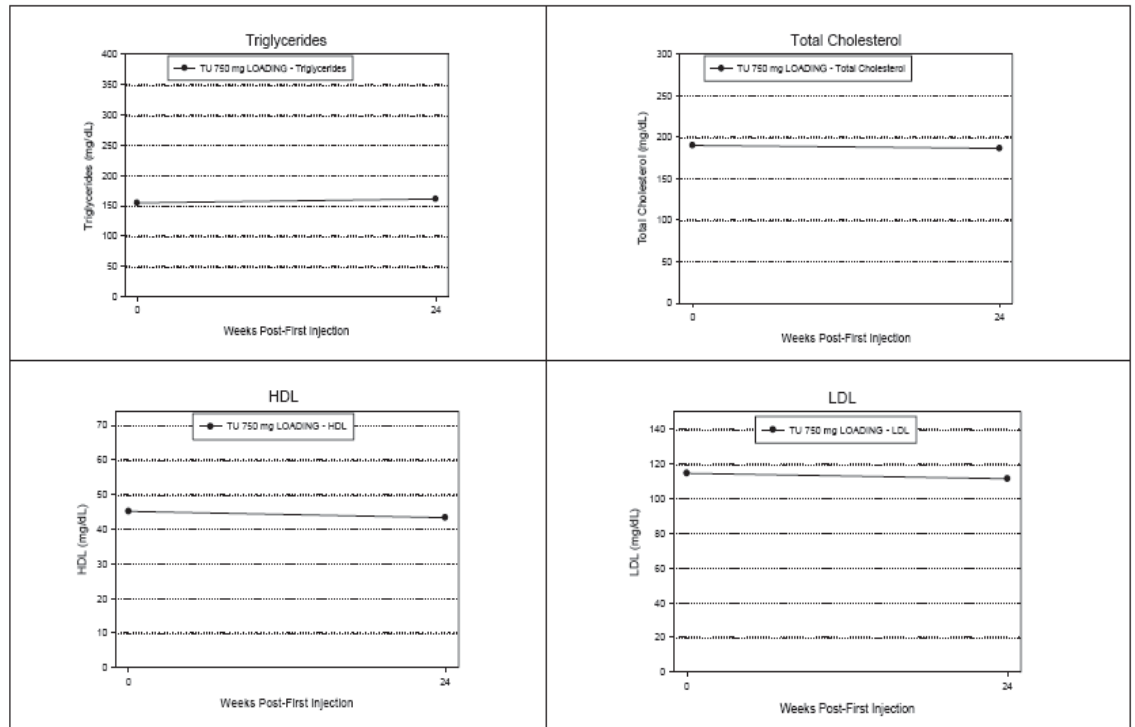 Triglycerides
TU 750 mg LOADING - Triglycerides
Triglycerides (mg/dL)
400
350
300
250
200
150
100
50
0
0 24
Weeks Post-First Injection
Total Cholesterol
TU 750 mg LOADING - Total Cholesterol
Total Cholesterol (mg/dL)
300
250
200
150
100
50
0
0 24
Weeks Post-First Injection
HDL
TU 750 mg LOADING - HDL
HDL (mg/dL)
70
60
50
40
30
20
10
0
0 24
Weeks Post-First Injection
LDL
TU 750 mg LOADING - LDL
LDL (mg/dL)
140
120
100
80
60
40
20
0
0 24
Weeks Post-First Injection